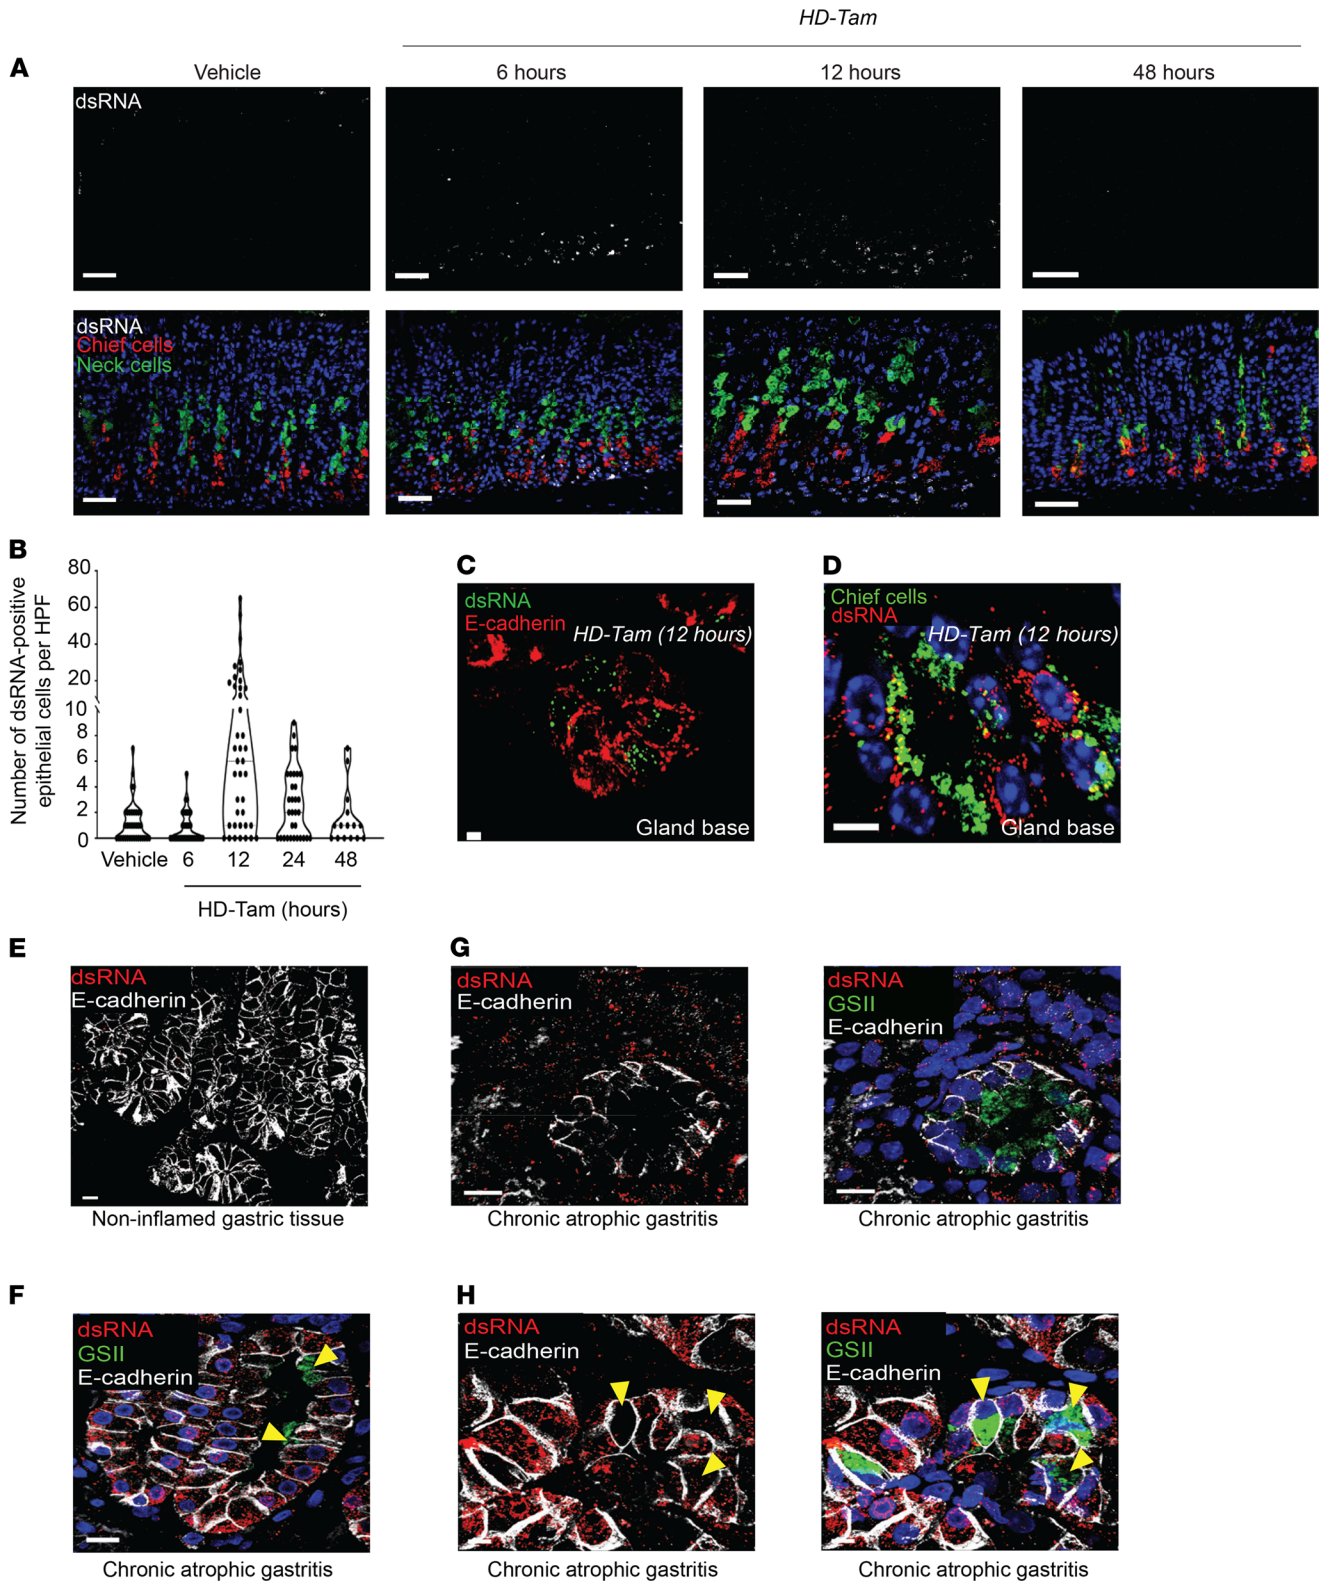 HD-Tam
A
Vehicle
6 hours
12 hours
48 hours
dsRNA
dsRNA
Chief cells
Neck cells
B
Number of dsRNA-positive
epithelial cells per HPF
80
60
40
20
10
8
6
4
2
0
Vehicle
6
12
24
48
HD-Tam (hours)
C
dsRNA
E-cadherin
HD-Tam (12 hours)
Gland base
D
Chief cells
dsRNA
HD-Tam (12 hours)
Gland base
E
dsRNA
E-cadherin
Non-inflamed gastric tissue
G
dsRNA
E-cadherin
Chronic atrophic gastritis
dsRNA
GSII
E-cadherin
Chronic atrophic gastritis
F
dsRNA
GSII
E-cadherin
Chronic atrophic gastritis
H
dsRNA
E-cadherin
Chronic atrophic gastritis
dsRNA
GSII
E-cadherin
Chronic atrophic gastritis